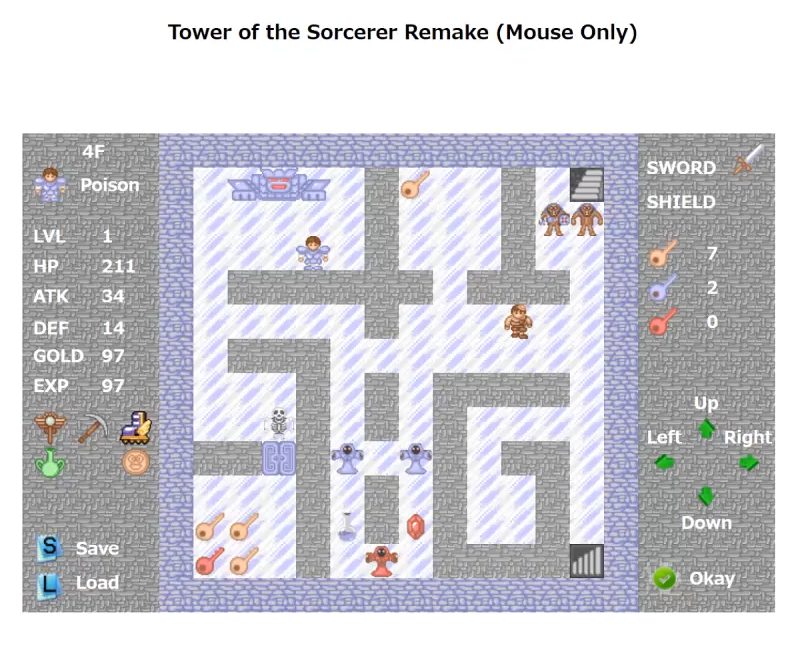 Tower of the Sorcerer Remake (Mouse Only)
4F
Poison
LVL 1
HP 211
ATK 34
DEF 14
GOLD 97
EXP 97
S Save
L Load
SWORD
SHIELD
7
2
0
Up
Left Right
Down
Okay